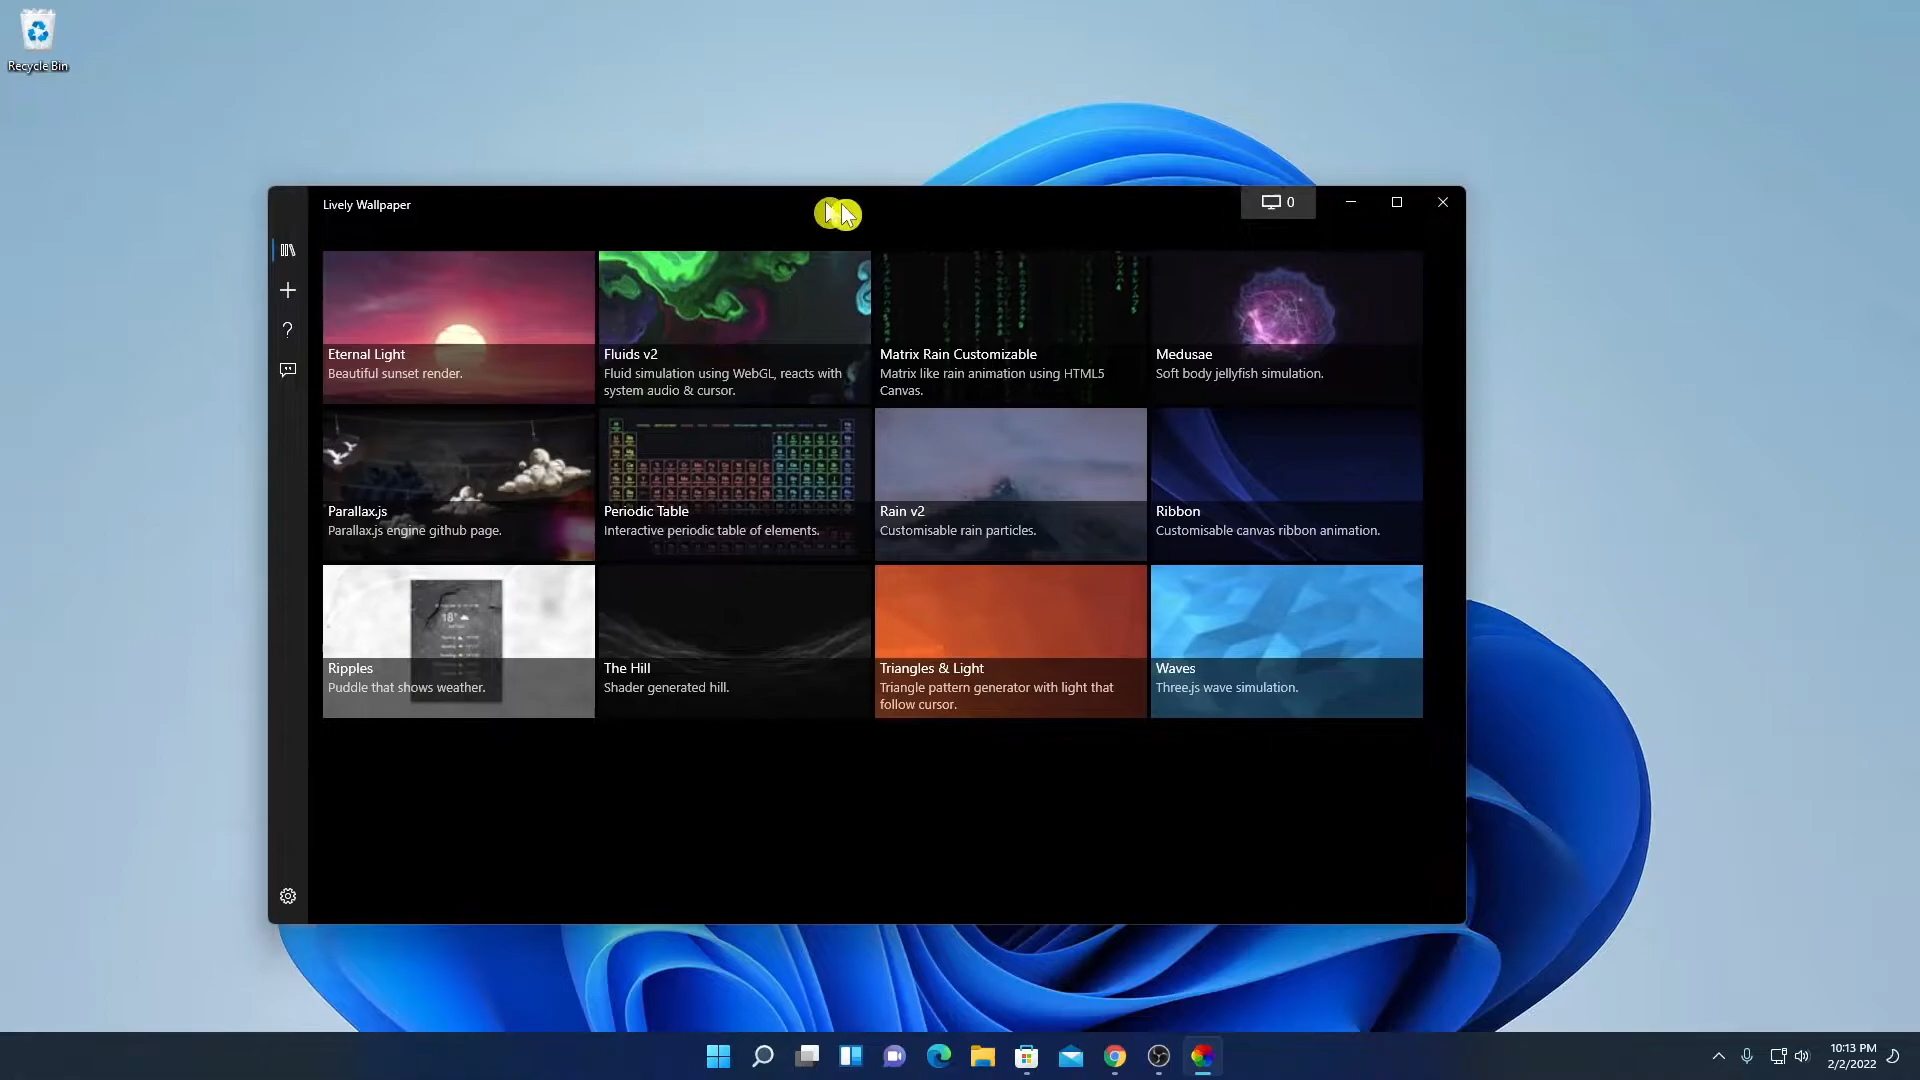 Recycle Bin
Lively Wallpaper
0
Eternal Light
Beautiful sunset render.
Fluids v2
Fluid simulation using WebGL, reacts with
system audio & cursor.
Matrix Rain Customizable
Matrix like rain animation using HTML5
Canvas.
Medusae
Soft body jellyfish simulation.
Parallax.js
Parallax.js engine github page.
Periodic Table
Interactive periodic table of elements.
Rain v2
Customisable rain particles.
Ribbon
Customisable canvas ribbon animation.
18°
Ripples
Puddle that shows weather.
The Hill
Shader generated hill.
Triangles & Light
Triangle pattern generator with light that
follow cursor.
Waves
Three.js wave simulation.
10:13 PM
2/2/2022